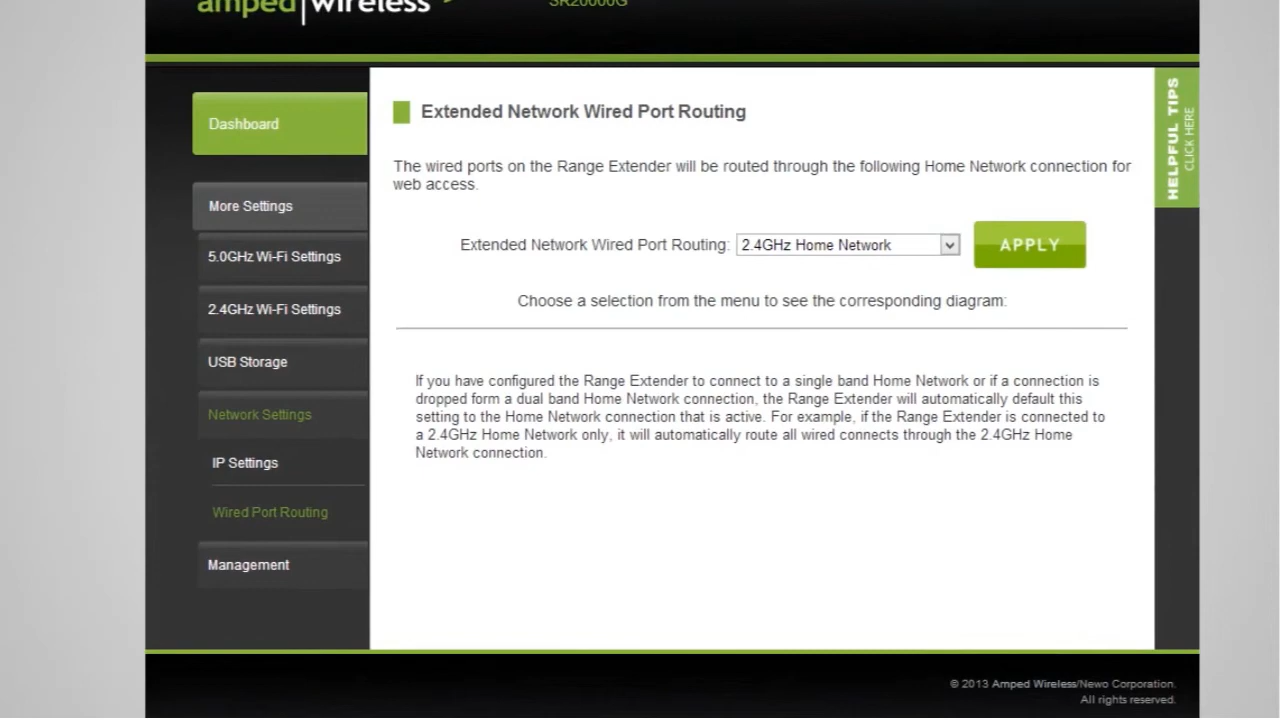 amped wireless
SR20000G
Dashboard
More Settings
5.0GHz Wi-Fi Settings
2.4GHz Wi-Fi Settings
USB Storage
Network Settings
IP Settings
Wired Port Routing
Management
Extended Network Wired Port Routing
The wired ports on the Range Extender will be routed through the following Home Network connection for
web access.
Extended Network Wired Port Routing: 2.4GHz Home Network APPLY
Choose a selection from the menu to see the corresponding diagram:
If you have configured the Range Extender to connect to a single band Home Network or if a connection is
dropped form a dual band Home Network connection, the Range Extender will automatically default this
setting to the Home Network connection that is active. For example, if the Range Extender is connected to
a 2.4GHz Home Network only, it will automatically route all wired connects through the 2.4GHz Home
Network connection.
HELPFUL TIPS
CLICK HERE
© 2013 Amped Wireless/Newo Corporation.
All rights reserved.